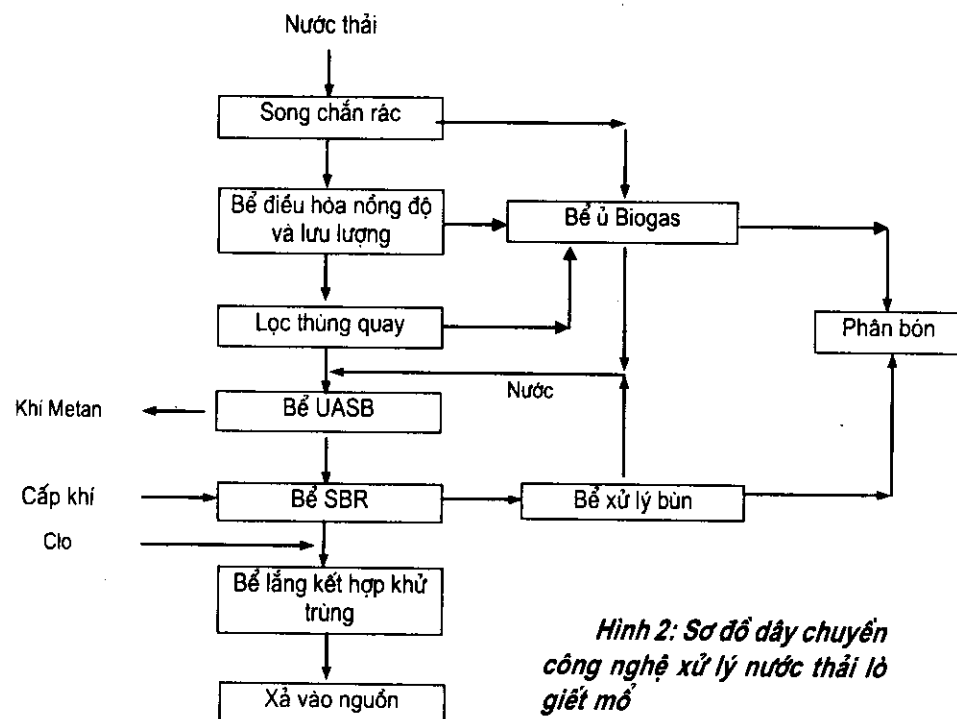 Nước thải
Song chắn rác
Bể điều hòa nồng độ
và lưu lượng
Bể ủ Biogas
Lọc thùng quay
Phân bón
Nước
Khí Metan
Bể UASB
Cấp khí
Bể SBR
Bể xử lý bùn
Clo
Bể lắng kết hợp khử
trùng
Xả vào nguồn
Hình 2: Sơ đồ dây chuyền
công nghệ xử lý nước thải lò
giết mổ